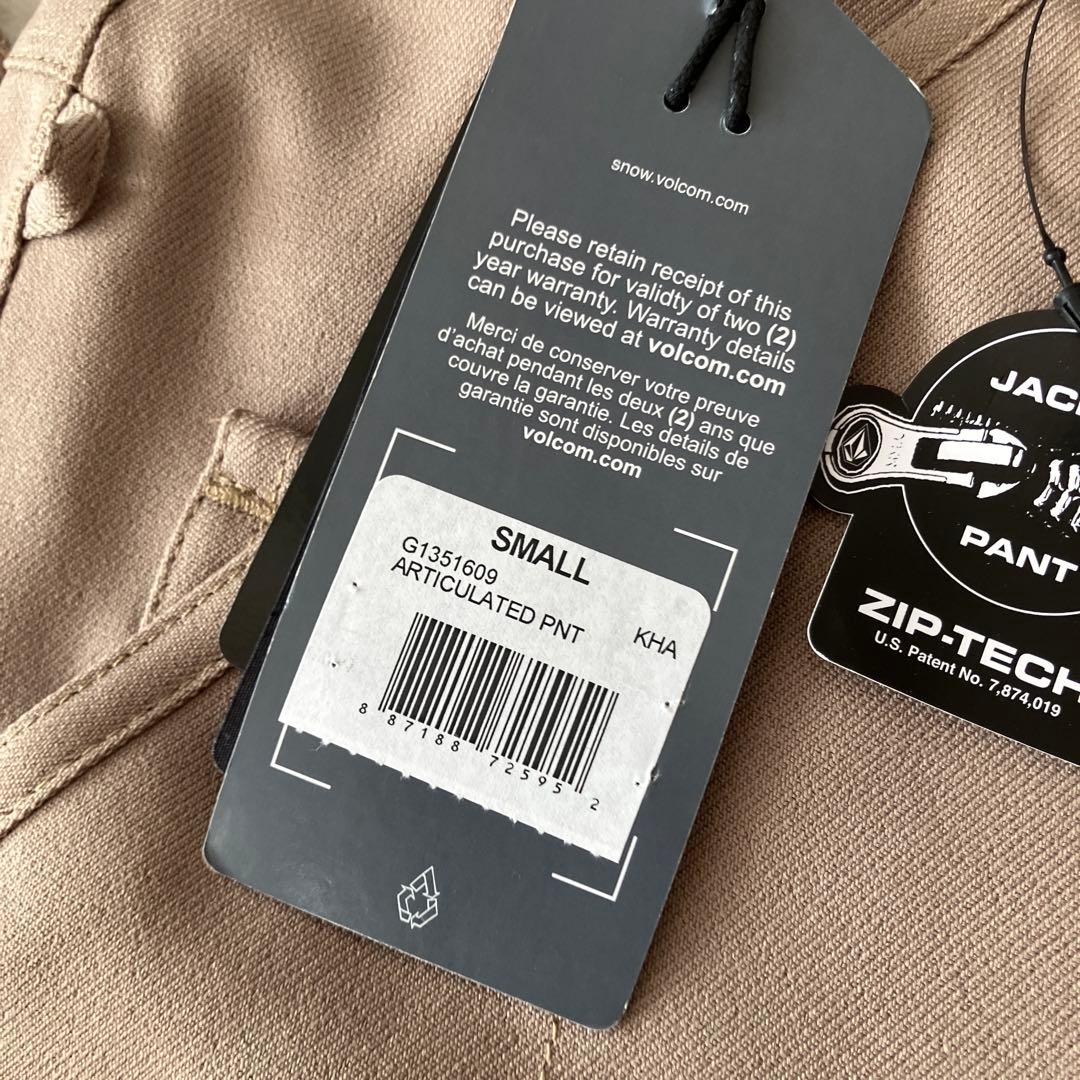 snow.volcom.com
Please retain receipt of this
purchase for validty of two (2)
year warranty. Warranty details
can be viewed at volcom.com
Merci de conserver votre preuve
d'achat pendant les deux (2) ans que
couvre la garantie. Les details de
garantie sont disponibles sur
volcom.com
SMALL
G1351609
ARTICULATED PNT
KHA
8 87188 72595 2
JAC
PANT
ZIP-TECH
U.S. Patent No. 7,874,019